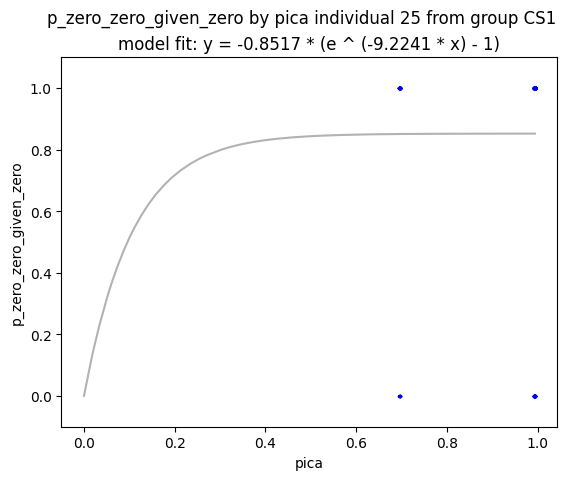 p_zero_zero_given_zero by pica individual 25 from group CS1
model fit: y = -0.8517 * (e ^ (-9.2241 * x) - 1)
1.0
0.8
0.6
0.4
0.2
0.0
p_zero_zero_given_zero
0.0 0.2 0.4 0.6 0.8 1.0
pica